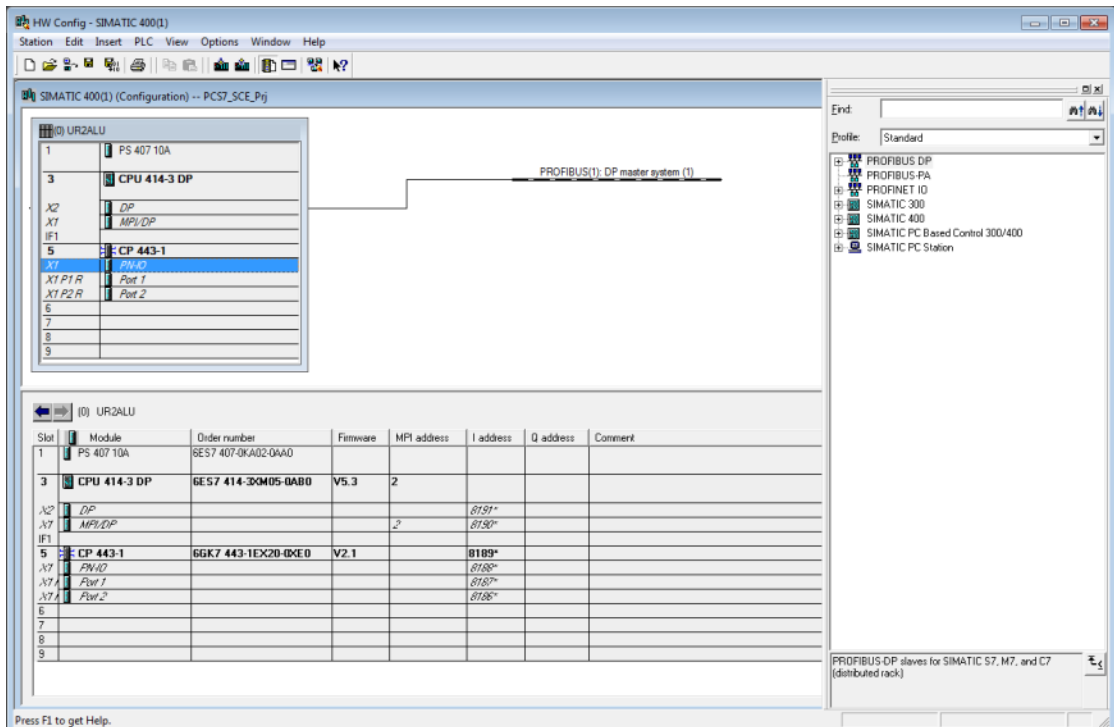 HW Config - SIMATIC 400(1)
Station Edit Insert PLC View Options Window Help
SIMATIC 400(1) (Configuration) -- PCS7_SCE_Prj
(0) UR2ALU
1 PS 407 10A
3 CPU 414-3 DP
X2 DP
X1 MPI/DP
IF1
5 CP 443-1
X1 PN-IO
X1 P1 R Port 1
X1 P2 R Port 2
6
7
8
9
PROFIBUS(1): DP master system (1)
(0) UR2ALU
Slot Module Order number Firmware MPI address I address Q address Comment
1 PS 407 10A 6ES7 407-0KA02-0AA0
3 CPU 414-3 DP 6ES7 414-3XM05-0AB0 V5.3 2
X2 DP 8191*
X1 MPI/DP 2 8190*
IF1
5 CP 443-1 6GK7 443-1EX20-0XE0 V2.1 8189*
X1 PN-IO 8188*
X1 Port 1 8187*
X1 Port 2 8186*
6
7
8
9
Find:
Profile: Standard
PROFIBUS DP
PROFIBUS-PA
PROFINET IO
SIMATIC 300
SIMATIC 400
SIMATIC PC Based Control 300/400
SIMATIC PC Station
PROFIBUS-DP slaves for SIMATIC S7, M7, and C7
(distributed rack)
Press F1 to get Help.